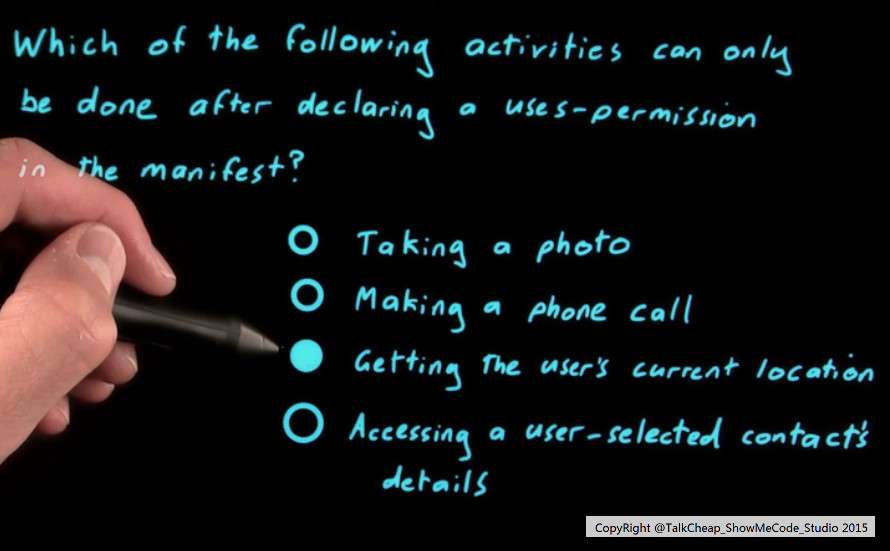 Which of the following activities can only
be done after declaring a uses-permission
in the manifest?
Taking a photo
Making a phone call
Getting the user's current location
Accessing a user-selected contact's
details
CopyRight @TalkCheap_ShowMeCode_Studio 2015